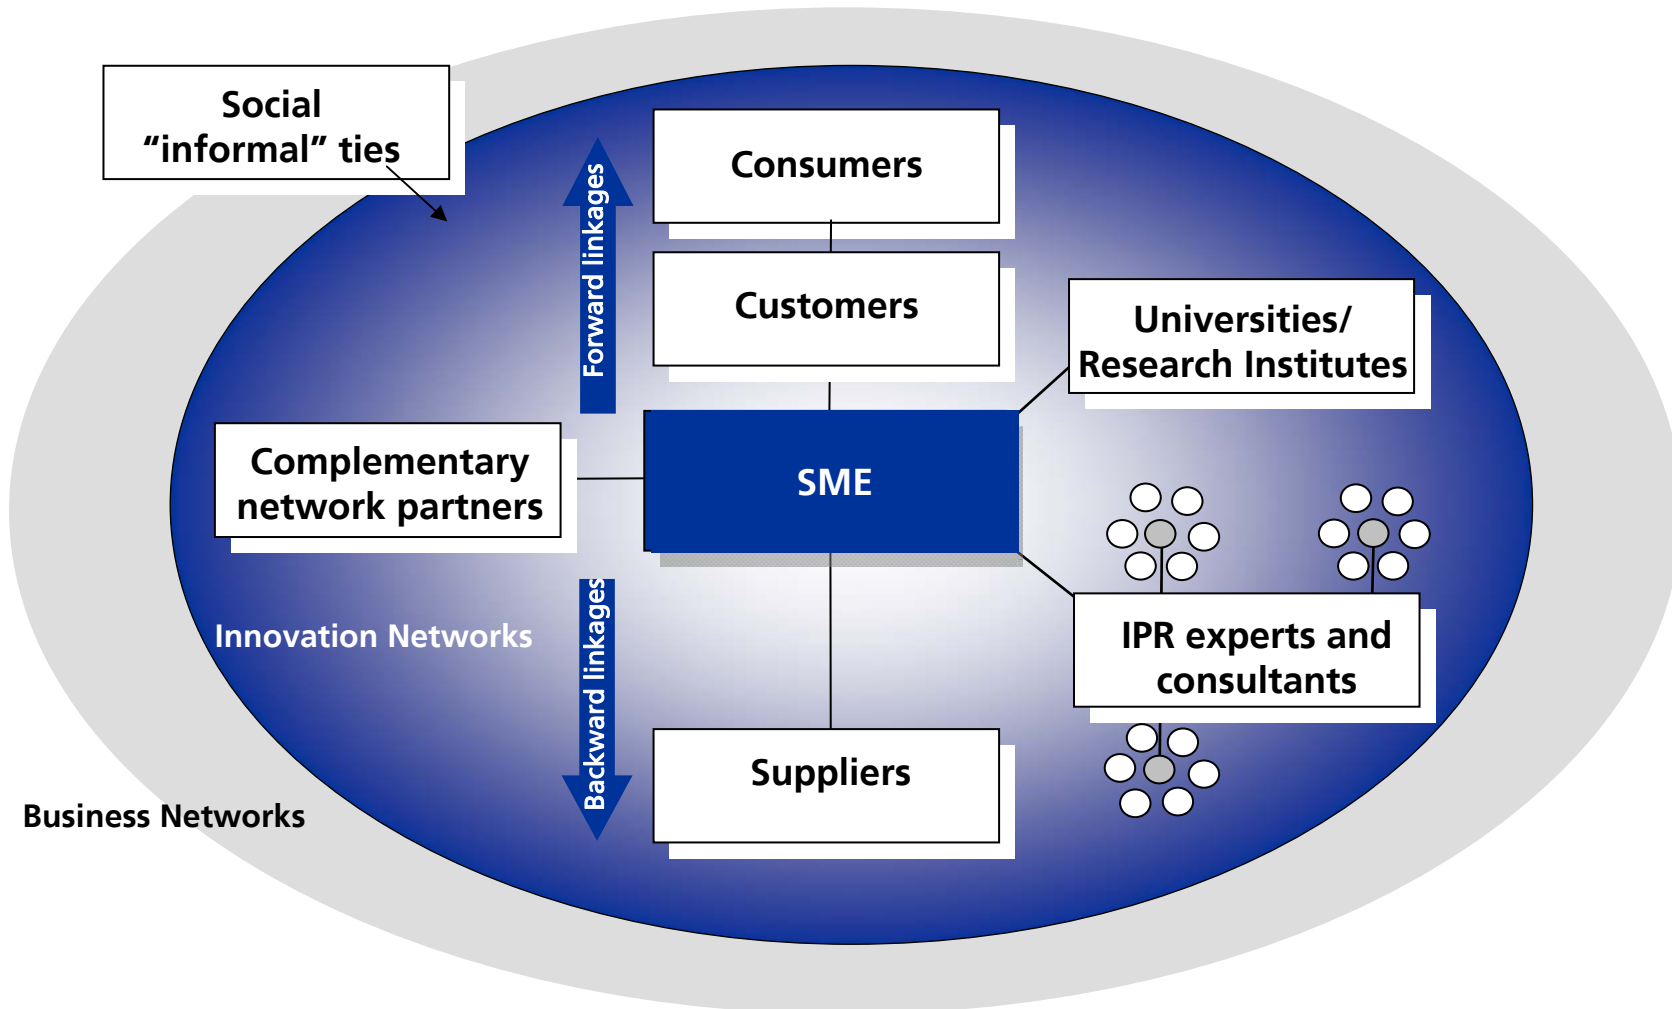 Social
“informal” ties
Consumers
Forward linkages
Customers
Universities/
Research Institutes
Complementary
network partners
SME
Innovation Networks
Backward linkages
IPR experts and
consultants
Suppliers
Business Networks